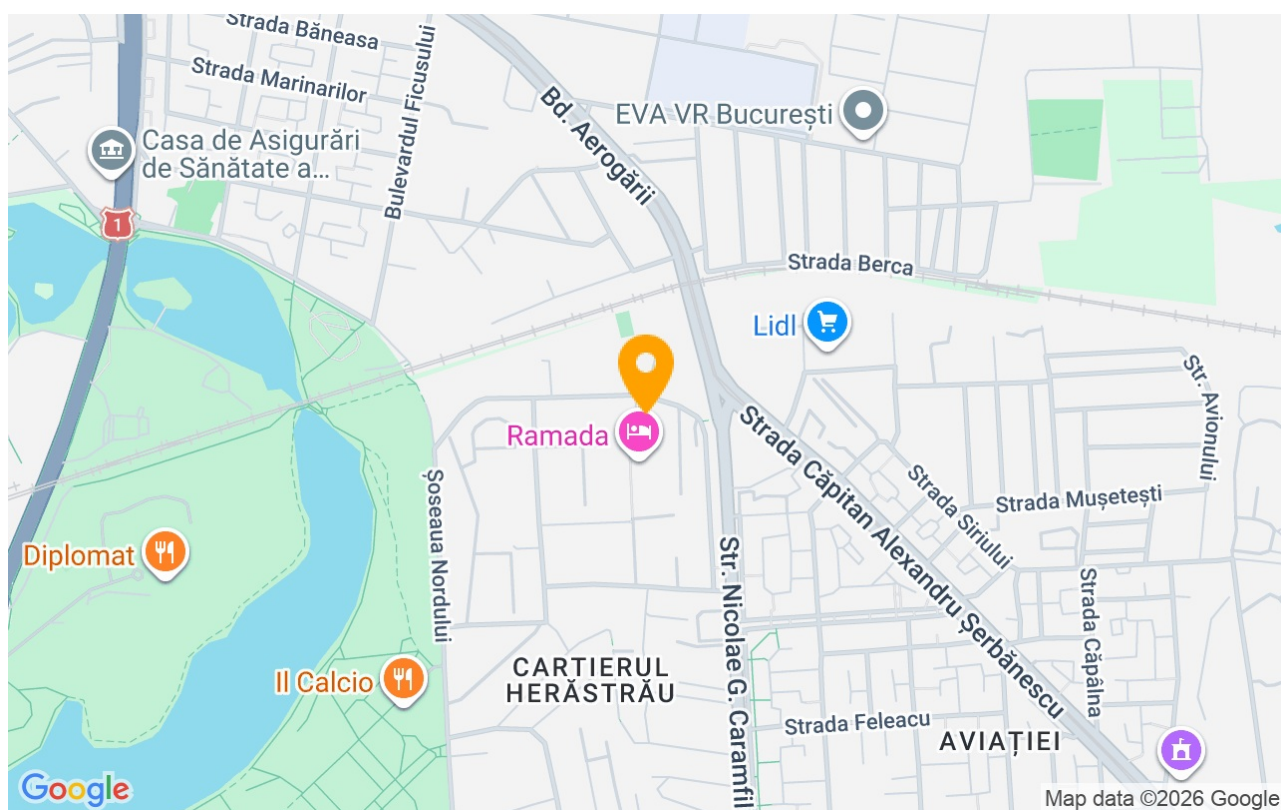 Strada Băneasa
Strada Marinarilor
Bulevardul Ficusului
Bd. Aerogării
EVA VR București
Casa de Asigurări
de Sănătate a...
1
Strada Berca
Lidl
Str. Avionului
Ramada
Strada Căpitan Alexandru Șerbănescu
Strada Siriului
Strada Mușetești
Șoseaua Nordului
Diplomat
Str. Nicolae G. Caramfil
Strada Căpâlna
Il Calcio
CARTIERUL
HERĂSTRĂU
Strada Feleacu
AVIAȚIEI
Google
Map data ©2026 Google